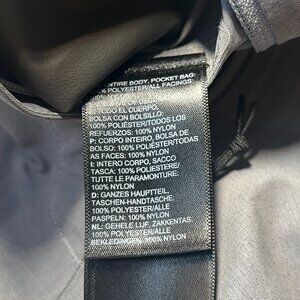 ENTIRE BODY, POCKET BAG:
100% POLYESTER/ALL FACINGS:
TODO EL CUERPO,
BOLSA CON BOLSILLO:
100% POLIÉSTER/TODOS LOS
REFUERZOS: 100% NYLON
P: CORPO INTEIRO, BOLSA DE
BOLSO: 100% POLIÉSTER/TODAS
AS FACES: 100% NYLON
I: INTERO CORPO, SACCO
TASCA: 100% POLIESTERE/
TUTTE LE PARAMONTURE:
100% NYLON
D: GANZES HAUPTTEIL,
TASCHEN-HANDTASCHE:
100% POLYESTER/ALLE
PASPELN: 100% NYLON
NL: GEHELE LIJF, ZAKKENTAS:
100% POLYESTER/ALLE
BEKLEDINGEN: 100% NYLON